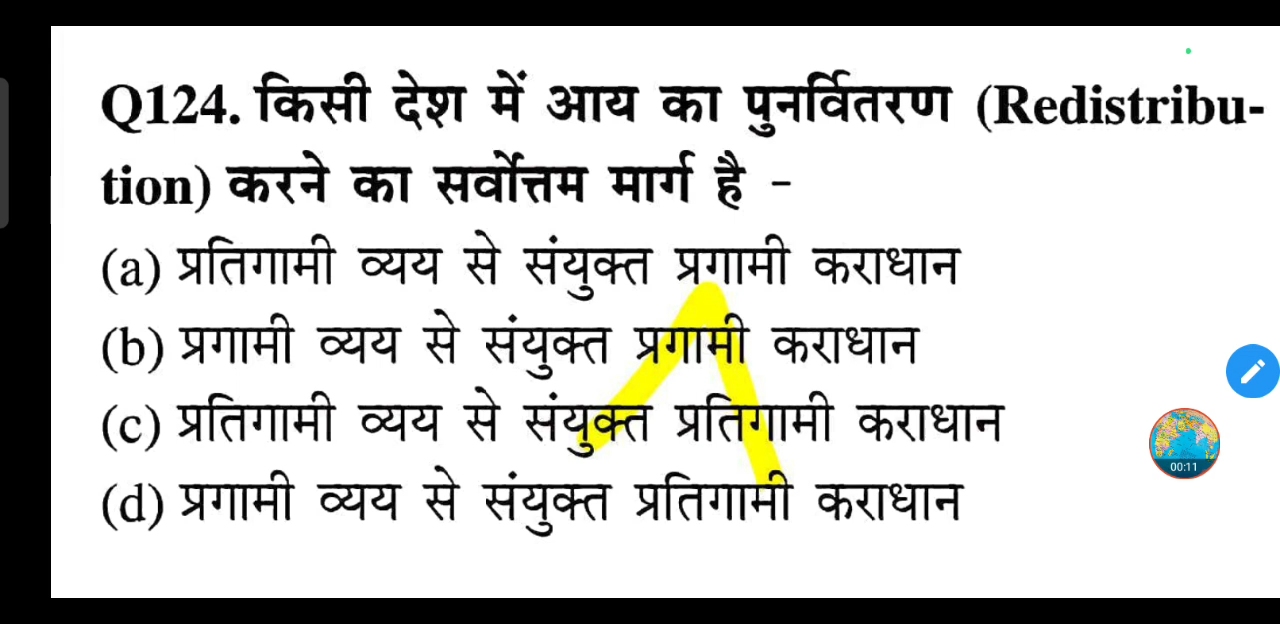 Q124. किसी देश में आय का पुनर्वितरण (Redistribu-
tion) करने का सर्वोत्तम मार्ग है -
(a) प्रतिगामी व्यय से संयुक्त प्रगामी कराधान
(b) प्रगामी व्यय से संयुक्त प्रगामी कराधान
(c) प्रतिगामी व्यय से संयुक्त प्रतिगामी कराधान
(d) प्रगामी व्यय से संयुक्त प्रतिगामी कराधान
00:11